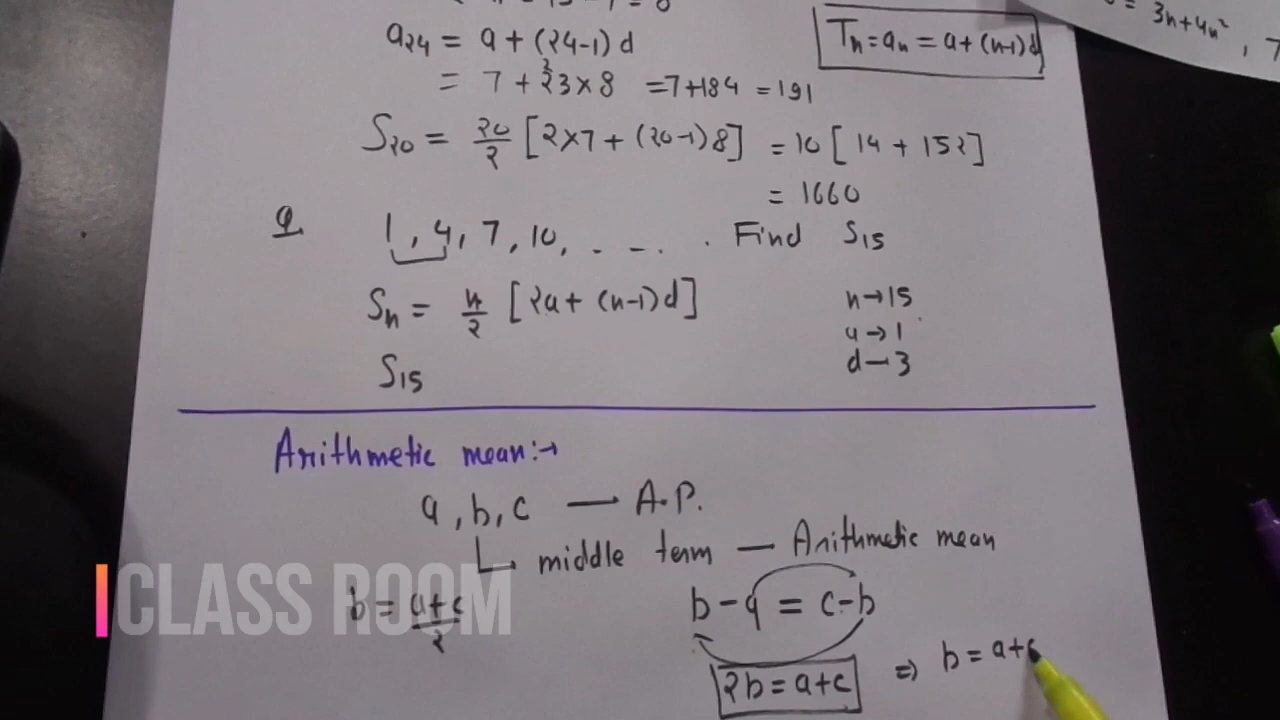 a24 = a + (24-1) d
Tn = an = a + (n-1)d
3n+4n²,
= 7 + 23 × 8 = 7+184 = 191
S20 = 20/2 [2×7 + (20-1) 8] = 10 [14 + 152]
= 1660
Q 1, 4, 7, 10, - - - . . Find S15
Sn = n/2 [2a + (n-1)d]
n→15
a→1
d—3
S15
Arithmetic mean:→
a, b, c — A.P.
middle term — Arithmetic mean
CLASS ROOM
b = a+c/2
b - a = c - b
2b = a+c ⇒ b = a+c